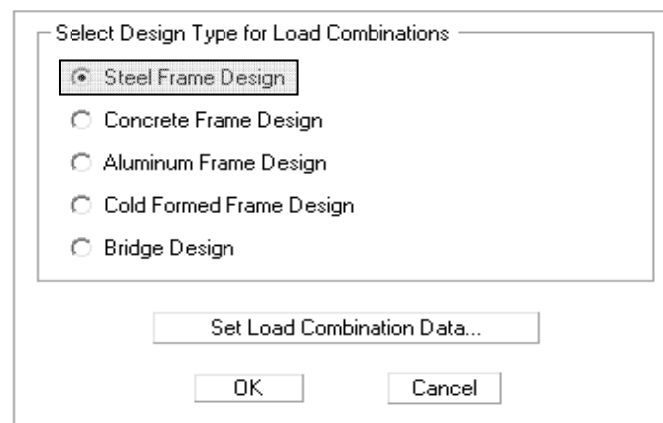 Select Design Type for Load Combinations
Steel Frame Design
Concrete Frame Design
Aluminum Frame Design
Cold Formed Frame Design
Bridge Design
Set Load Combination Data...
OK Cancel